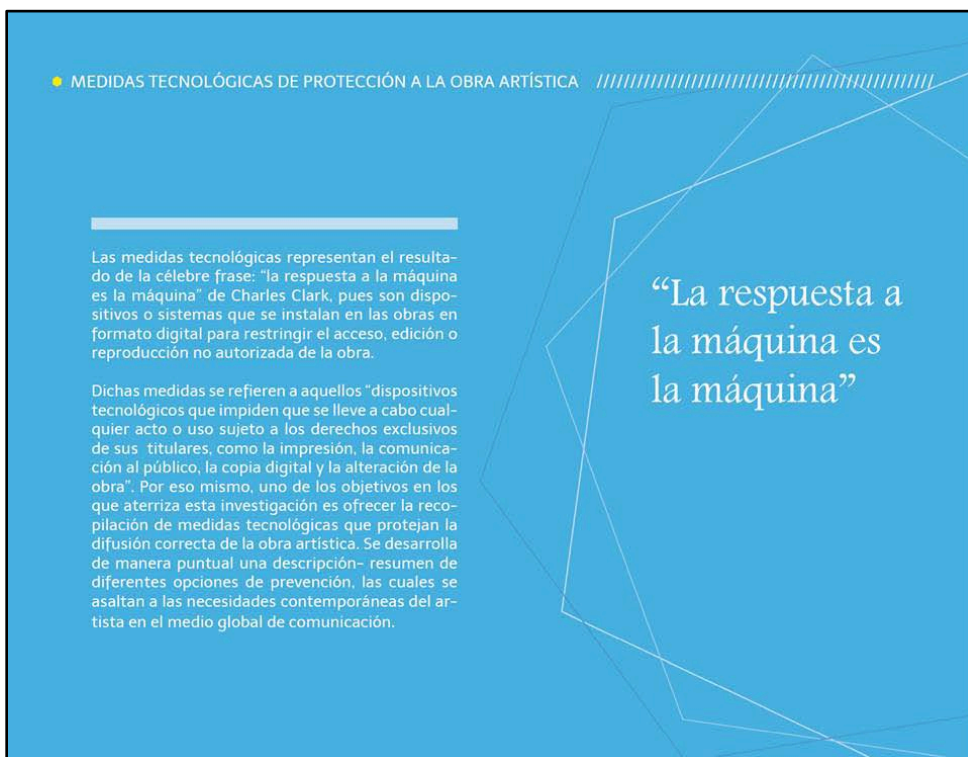 MEDIDAS TECNOLÓGICAS DE PROTECCIÓN A LA OBRA ARTÍSTICA
Las medidas tecnológicas representan el resulta-
do de la célebre frase: “la respuesta a la máquina
es la máquina” de Charles Clark, pues son dispo-
sitivos o sistemas que se instalan en las obras en
formato digital para restringir el acceso, edición o
reproducción no autorizada de la obra.
Dichas medidas se refieren a aquellos “dispositivos
tecnológicos que impiden que se lleve a cabo cual-
quier acto o uso sujeto a los derechos exclusivos
de sus titulares, como la impresión, la comunica-
ción al público, la copia digital y la alteración de la
obra”. Por eso mismo, uno de los objetivos en los
que aterriza esta investigación es ofrecer la reco-
pilación de medidas tecnológicas que protejan la
difusión correcta de la obra artística. Se desarrolla
de manera puntual una descripción– resumen de
diferentes opciones de prevención, las cuales se
asaltan a las necesidades contemporáneas del ar-
tista en el medio global de comunicación.
“La respuesta a
la máquina es
la máquina”